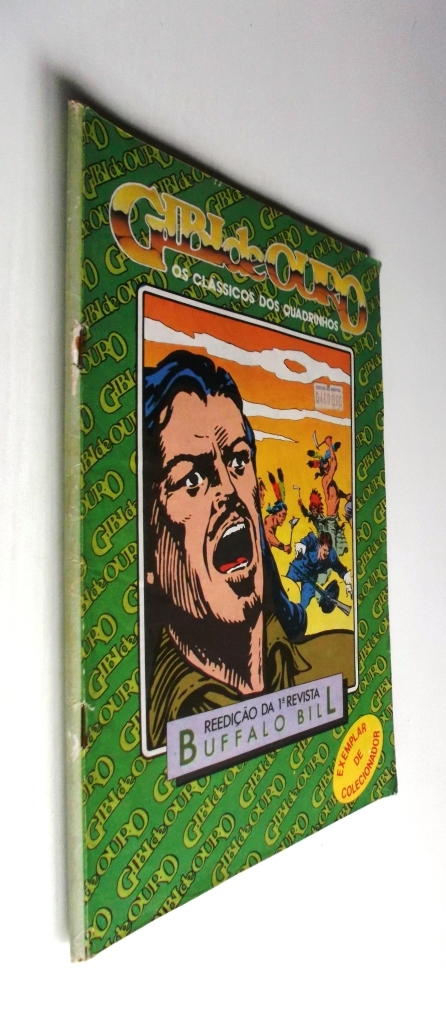 GIBI de OURO
OS CLÁSSICOS DOS QUADRINHOS
REEDIÇÃO DA 1ª REVISTA
BUFFALO BILL
EXEMPLAR
DE
COLECIONADOR